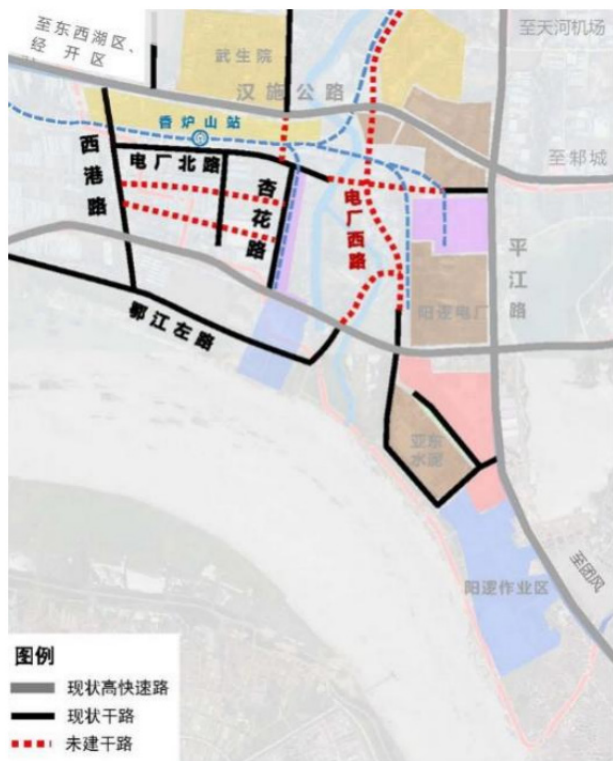 至东西湖区、
经开区
武生院
至天河机场
汉施公路
香炉山站
至邾城
西港路
电厂北路
杏花路
电厂西路
平江路
阳逻电厂
鄂江左路
亚东
水泥
至团风
阳逻作业区
图例
现状高快速路
现状干路
未建干路